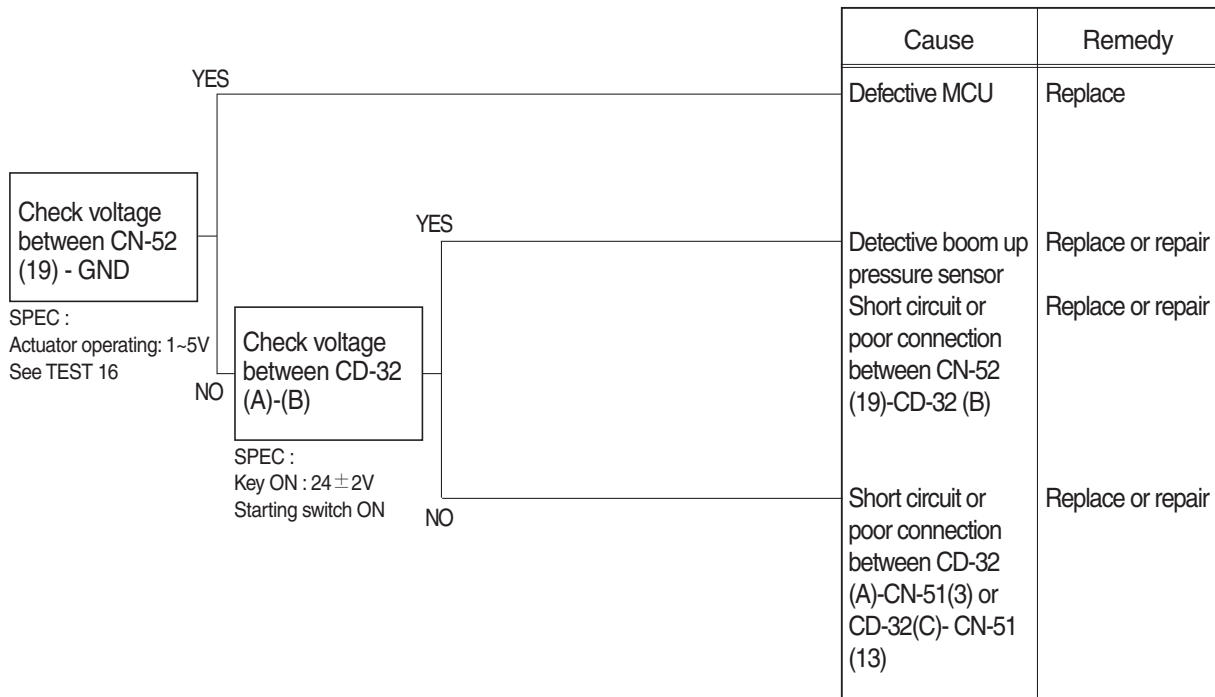 Cause
Remedy
YES
Defective MCU
Replace
Check voltage
between CN-52
(19) - GND
SPEC :
Actuator operating: 1~5V
See TEST 16
NO
YES
Detective boom up
pressure sensor
Replace or repair
Short circuit or
poor connection
between CN-52
(19)-CD-32 (B)
Replace or repair
Check voltage
between CD-32
(A)-(B)
SPEC :
Key ON : 24±2V
Starting switch ON
NO
Short circuit or
poor connection
between CD-32
(A)-CN-51(3) or
CD-32(C)- CN-51
(13)
Replace or repair